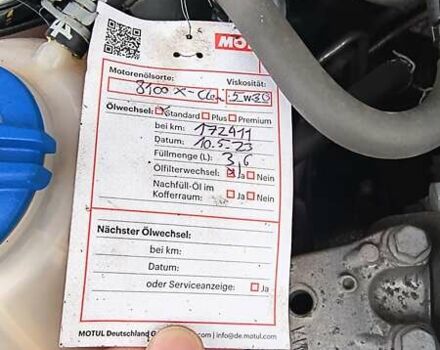 MOTUL
Motorenölsorte: Viskosität:
8100 X-Clean 5W30
Ölwechsel: Standard Plus Premium
bei km: 172911
Datum: 10.5.23
Füllmenge (L): 3,6
Ölfilterwechsel: Ja Nein
Nachfüll-Öl im
Kofferraum: Ja Nein
Nächster Ölwechsel:
bei km:
Datum:
oder Serviceanzeige: Ja
MOTUL Deutschland G .com | info@de.motul.com